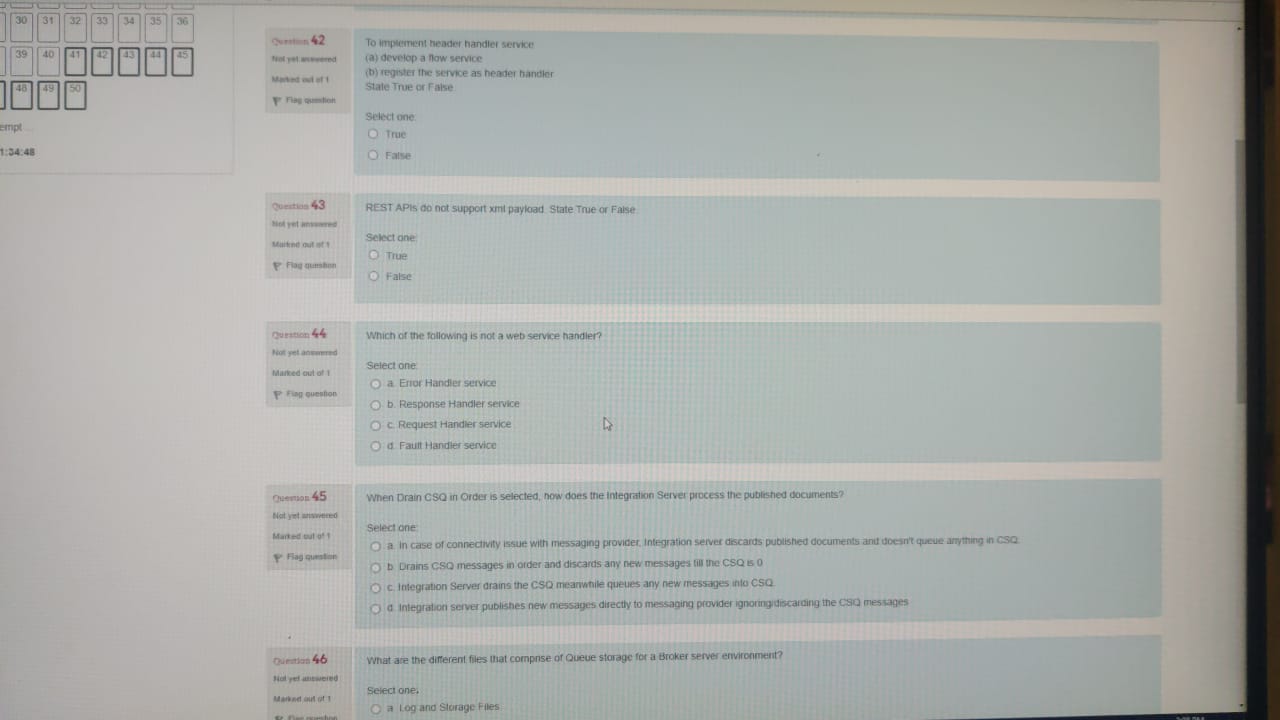 30 31 32 33 34 35 36
39 40 41 42 43 44 45
48 49 50
empt ...
1:34:48
Question 42
Not yet answered
Marked out of 1
Flag question
To implement header handler service
(a) develop a flow service
(b) register the service as header handler
State True or False
Select one:
True
False
Question 43
Not yet answered
Marked out of 1
Flag question
REST APIs do not support xml payload. State True or False
Select one:
True
False
Question 44
Not yet answered
Marked out of 1
Flag question
Which of the following is not a web service handler?
Select one:
a. Error Handler service
b. Response Handler service
c. Request Handler service
d. Fault Handler service
Question 45
Not yet answered
Marked out of 1
Flag question
When Drain CSQ in Order is selected, how does the Integration Server process the published documents?
Select one:
a. In case of connectivity issue with messaging provider, Integration server discards published documents and doesn't queue anything in CSQ.
b. Drains CSQ messages in order and discards any new messages till the CSQ is 0
c. Integration Server drains the CSQ meanwhile queues any new messages into CSQ.
d. Integration server publishes new messages directly to messaging provider ignoring/discarding the CSQ messages
Question 46
Not yet answered
Marked out of 1
Flag question
What are the different files that comprise of Queue storage for a Broker server environment?
Select one:
a. Log and Storage Files